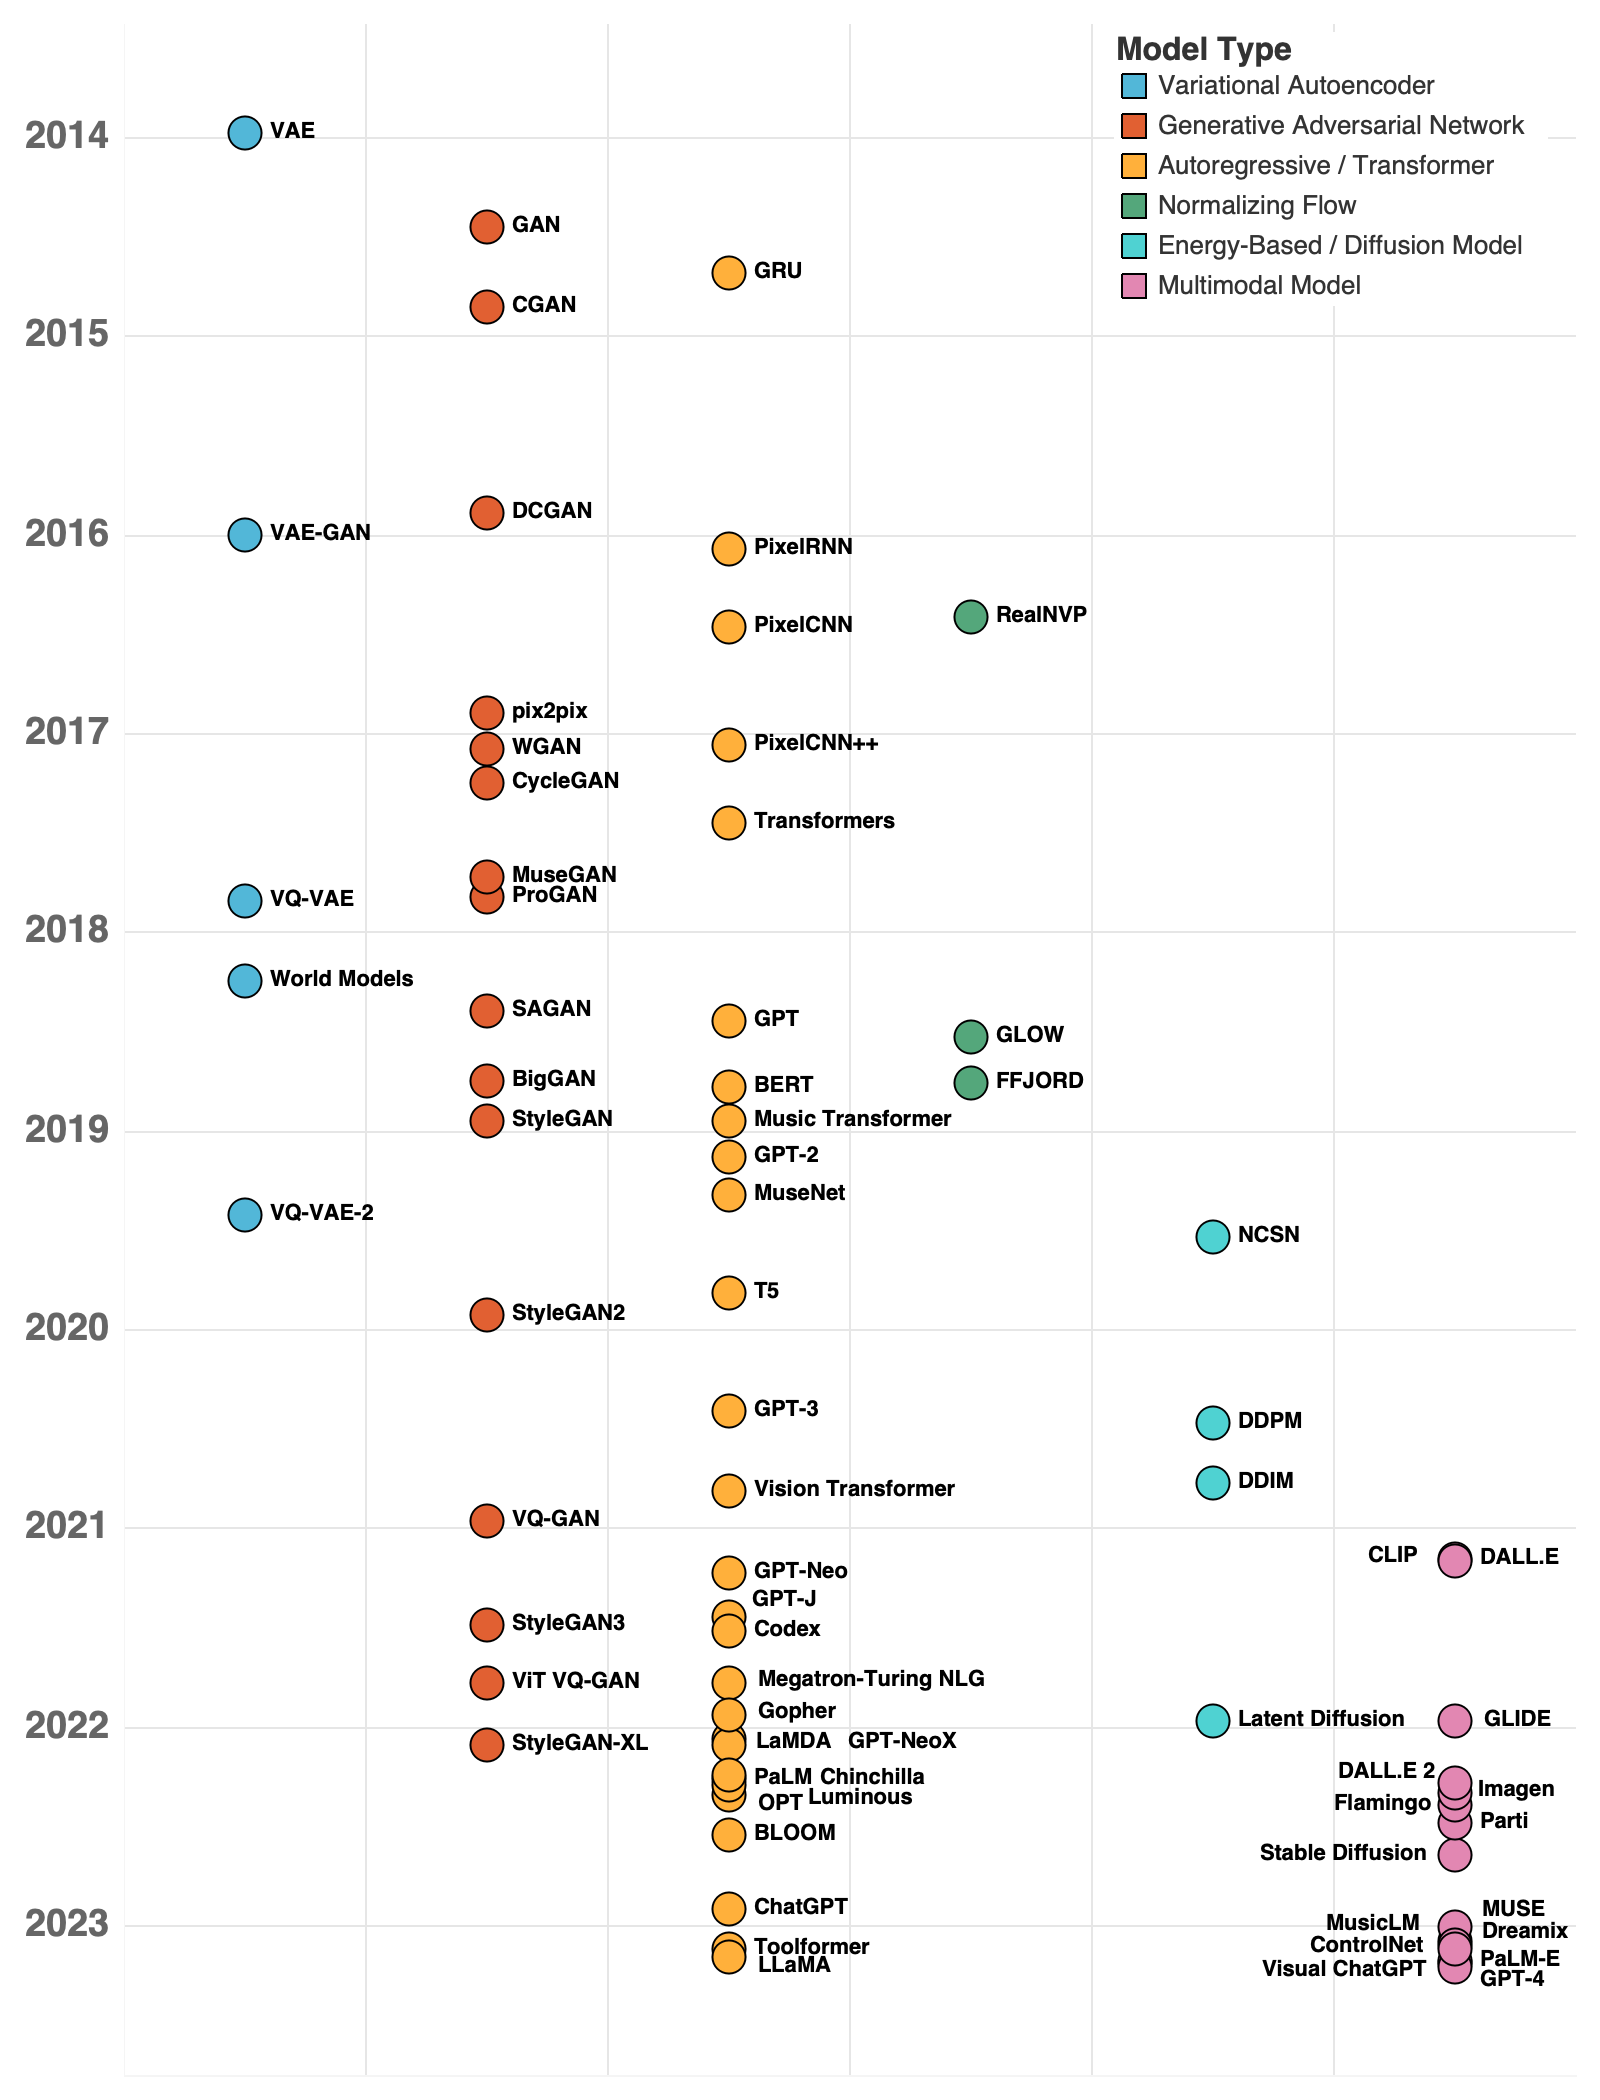 Model Type
Variational Autoencoder
Generative Adversarial Network
Autoregressive / Transformer
Normalizing Flow
Energy-Based / Diffusion Model
Multimodal Model
2014
VAE
GAN
GRU
CGAN
2015
DCGAN
2016
VAE-GAN
PixelRNN
RealNVP
PixelCNN
pix2pix
2017
WGAN
PixelCNN++
CycleGAN
Transformers
MuseGAN
ProGAN
VQ-VAE
2018
World Models
SAGAN
GPT
GLOW
BigGAN
FFJORD
BERT
StyleGAN
Music Transformer
2019
GPT-2
MuseNet
VQ-VAE-2
NCSN
T5
StyleGAN2
2020
GPT-3
DDPM
DDIM
Vision Transformer
VQ-GAN
2021
CLIP
DALL.E
GPT-Neo
GPT-J
StyleGAN3
Codex
Megatron-Turing NLG
ViT VQ-GAN
Gopher
Latent Diffusion
GLIDE
2022
StyleGAN-XL
LaMDA
GPT-NeoX
DALL.E 2
PaLM
Chinchilla
Imagen
OPT
Luminous
Flamingo
Parti
BLOOM
Stable Diffusion
ChatGPT
MUSE
2023
MusicLM
Dreamix
Toolformer
ControlNet
PaLM-E
LLaMA
Visual ChatGPT
GPT-4